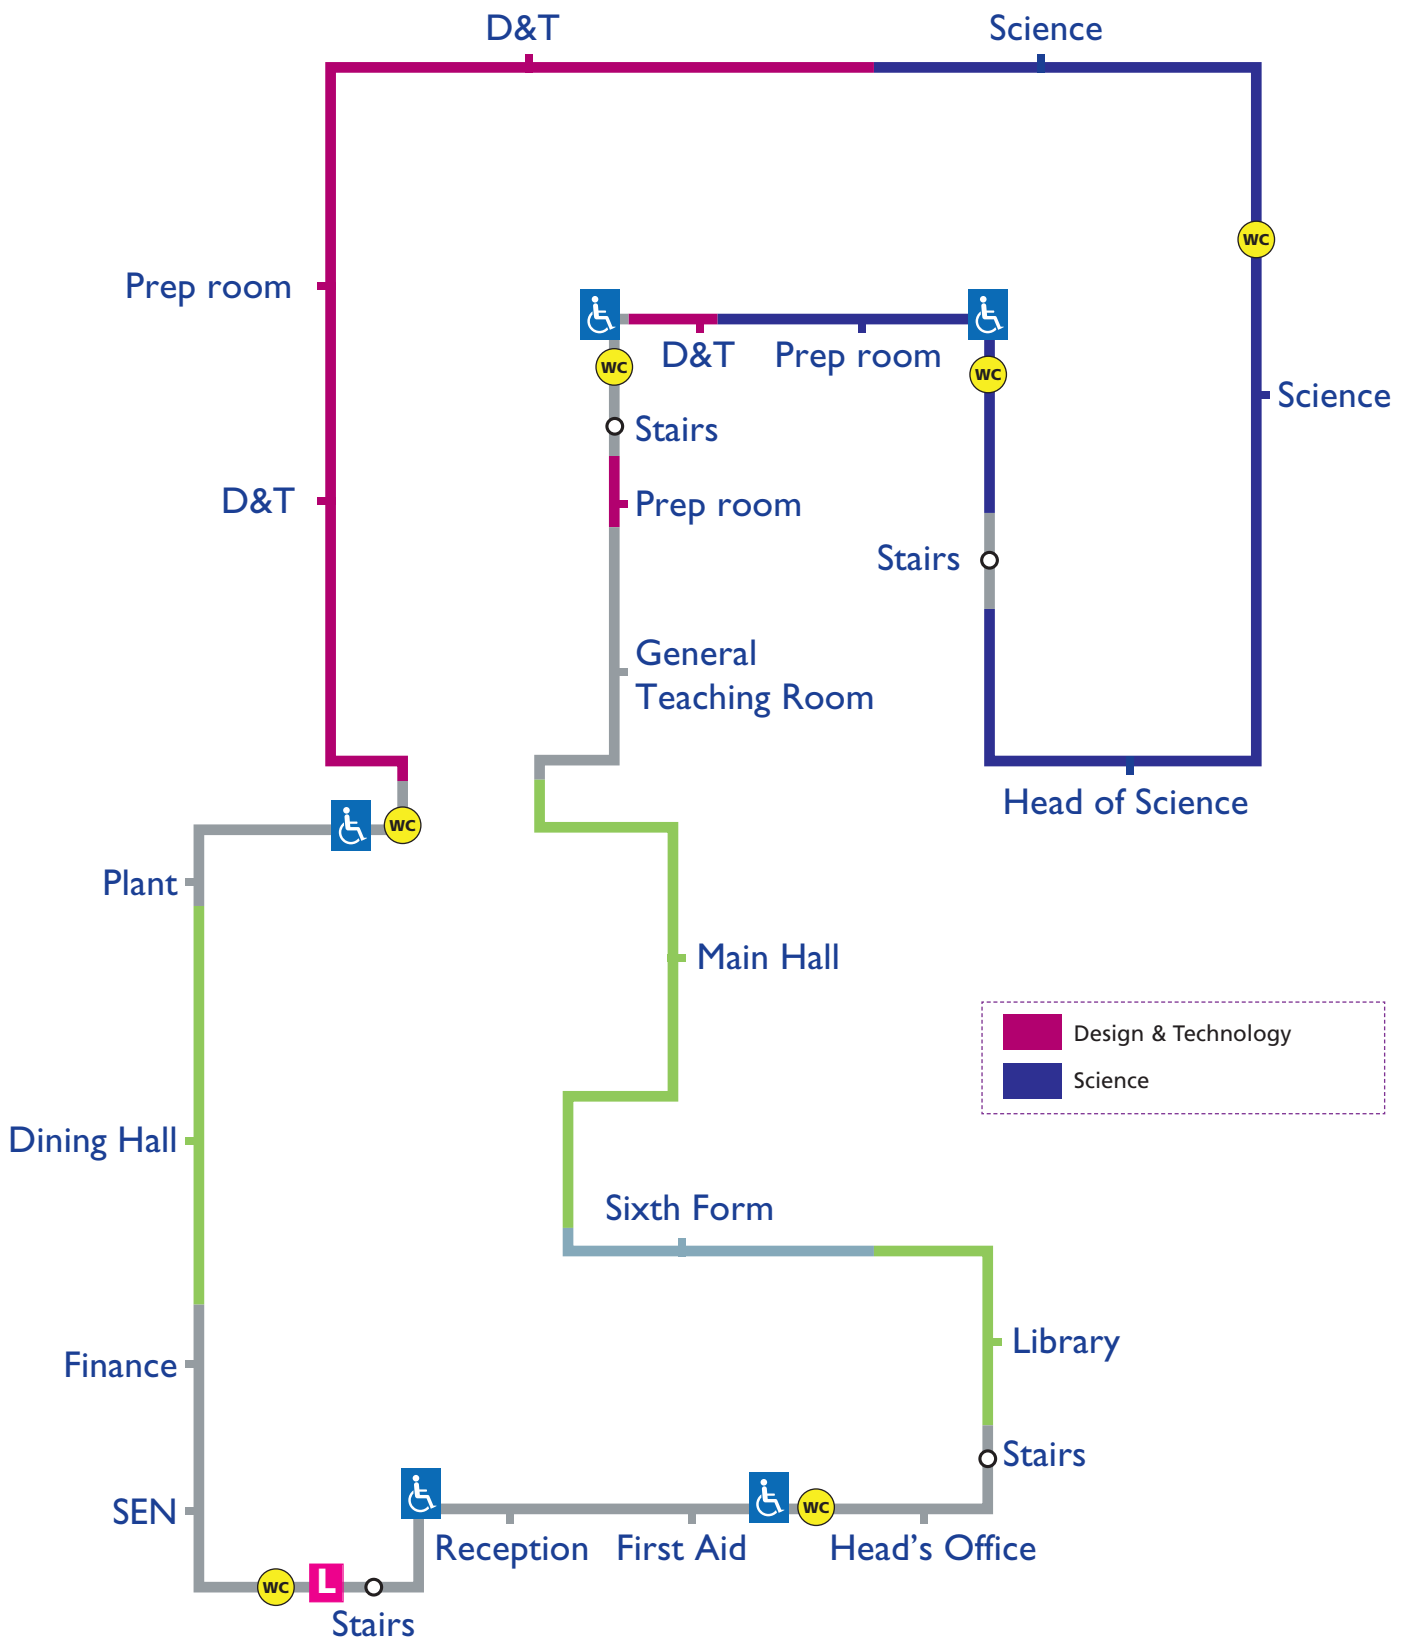 D&T
Science
WC
Prep room
D&T
Prep room
WC
WC
Science
Stairs
D&T
Prep room
Stairs
General
Teaching Room
Head of Science
WC
Plant
Main Hall
Design & Technology
Science
Dining Hall
Sixth Form
Library
Finance
Stairs
SEN
WC
Reception
First Aid
Head’s Office
WC
L
Stairs